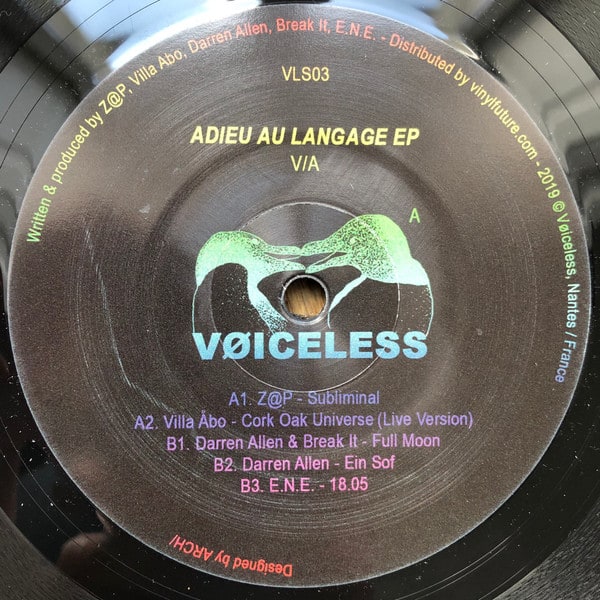 Written & produced by Z@P, Villa Abo, Darren Allen, Break It, E.N.E. - Distributed by vinylfuture.com - 2019 © Vøiceless, Nantes / France
VLS03
ADIEU AU LANGAGE EP
V/A
A
VØICELESS
A1. Z@P - Subliminal
A2. Villa Åbo - Cork Oak Universe (Live Version)
B1. Darren Allen & Break It - Full Moon
B2. Darren Allen - Ein Sof
B3. E.N.E. - 18.05
Designed by ARCH/